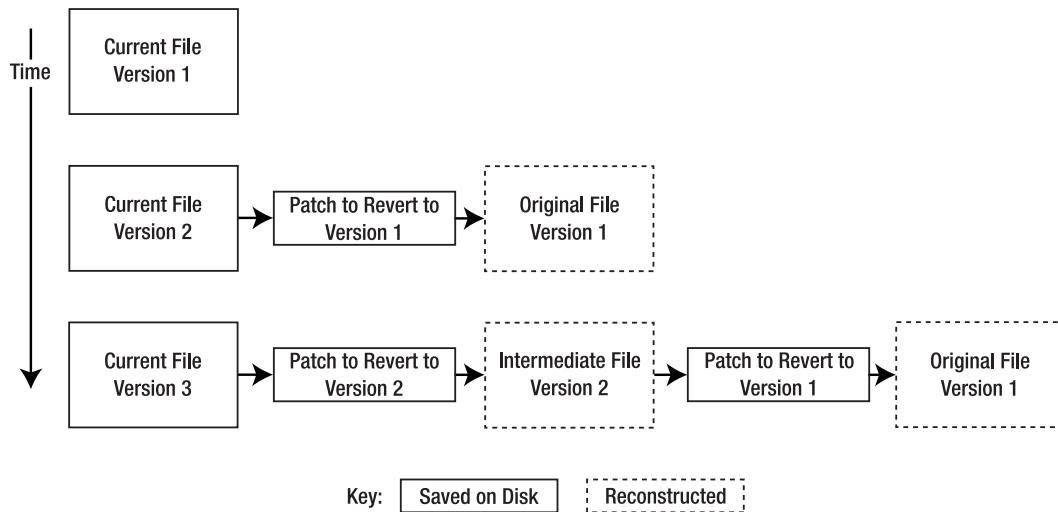 Time
Current File
Version 1
Current File
Version 2
Patch to Revert to
Version 1
Original File
Version 1
Current File
Version 3
Patch to Revert to
Version 2
Intermediate File
Version 2
Patch to Revert to
Version 1
Original File
Version 1
Key:
Saved on Disk
Reconstructed